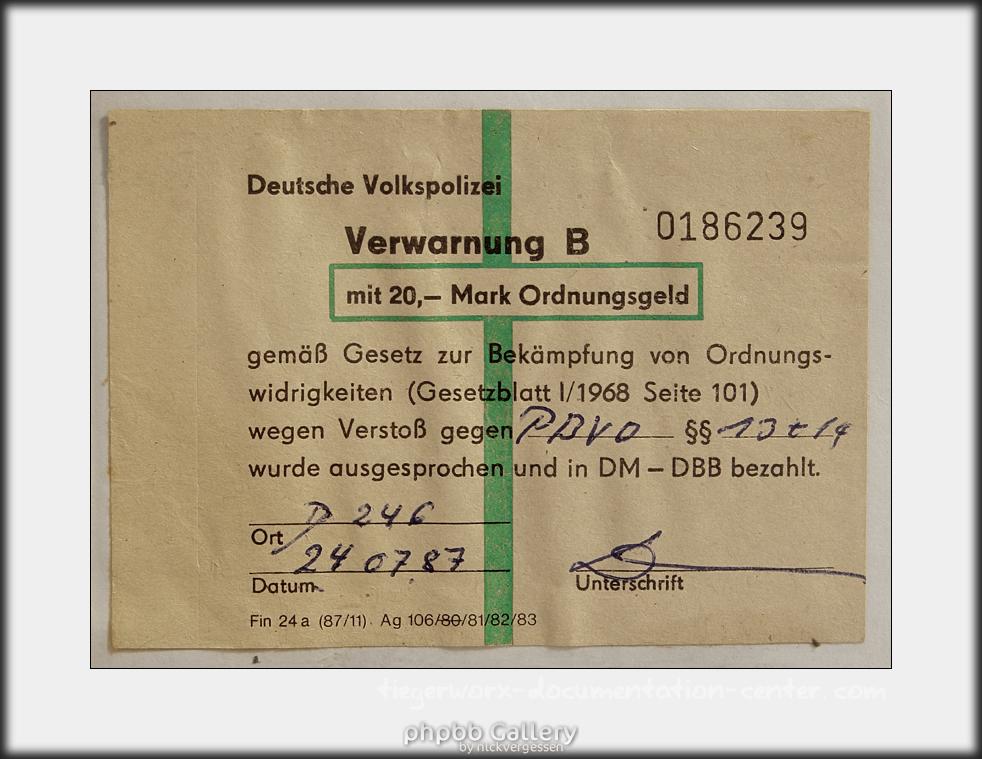 Deutsche Volkspolizei
Verwarnung B
0186239
mit 20,— Mark Ordnungsgeld
gemäß Gesetz zur Bekämpfung von Ordnungs-
widrigkeiten (Gesetzblatt I/1968 Seite 101)
wegen Verstoß gegen PBVO §§ 13 + 14
wurde ausgesprochen und in DM — DBB bezahlt.
Ort D 246
Datum 24 07 87
Unterschrift
Fin 24 a (87/11) Ag 106/80/81/82/83
tiegerworx-documentation-center.com
phpbb Gallery
by nickvergessen